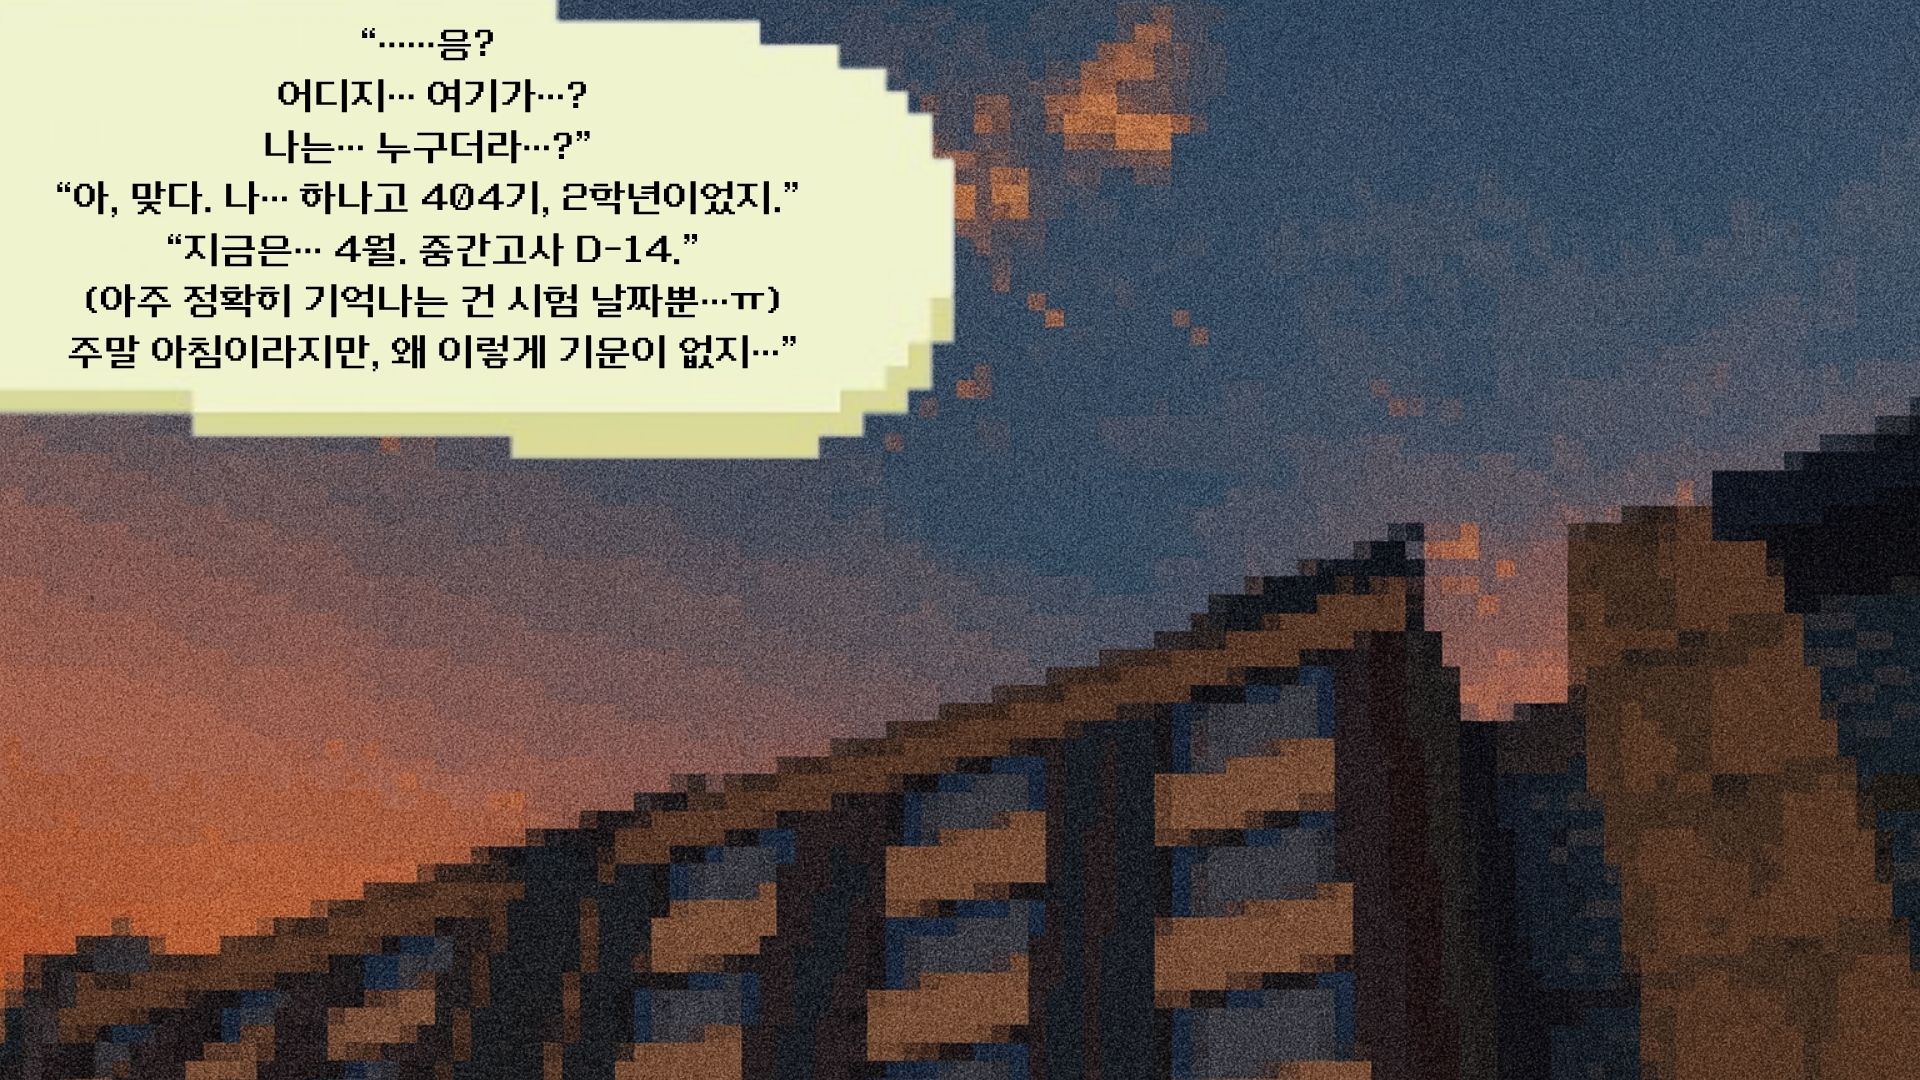 “……음?
어디지… 여기가…?
나는… 누구더라…?”
“아, 맞다. 나… 하나고 404기, 2학년이었지.”
“지금은… 4월. 중간고사 D-14.”
(아주 정확히 기억나는 건 시험 날짜뿐…ㅠ)
주말 아침이라지만, 왜 이렇게 기운이 없지…”